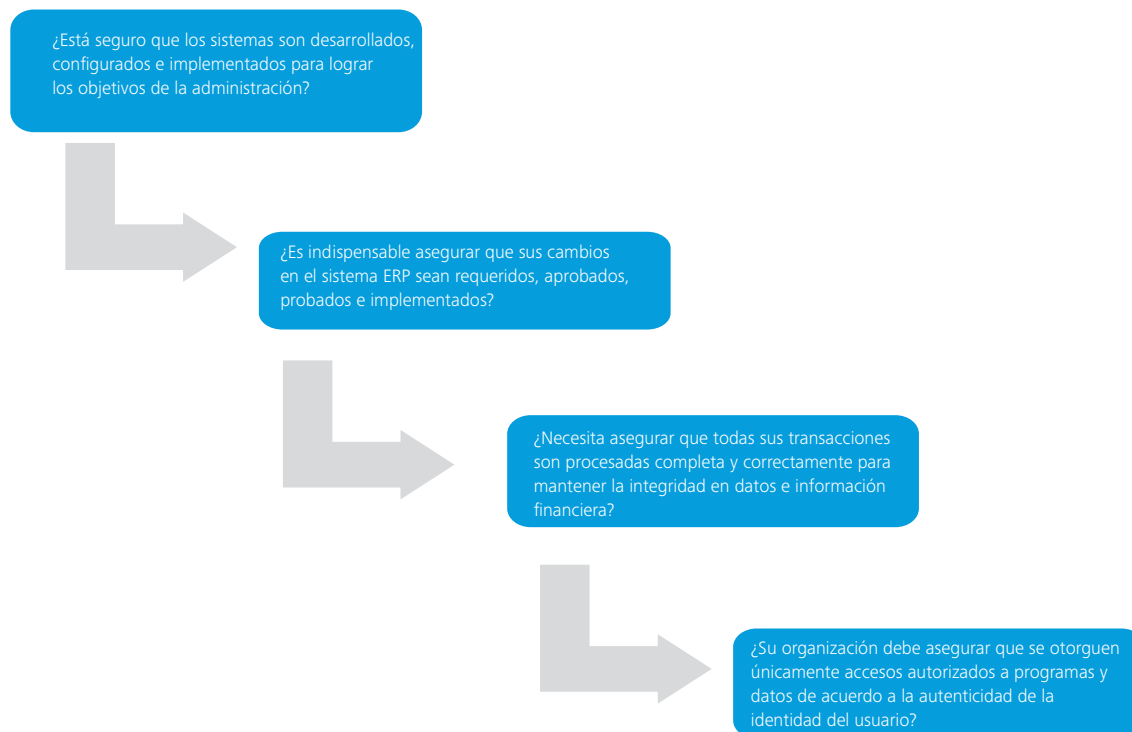 ¿Está seguro que los sistemas son desarrollados,
configurados e implementados para lograr
los objetivos de la administración?
¿Es indispensable asegurar que sus cambios
en el sistema ERP sean requeridos, aprobados,
probados e implementados?
¿Necesita asegurar que todas sus transacciones
son procesadas completa y correctamente para
mantener la integridad en datos e información
financiera?
¿Su organización debe asegurar que se otorguen
únicamente accesos autorizados a programas y
datos de acuerdo a la autenticidad de la
identidad del usuario?